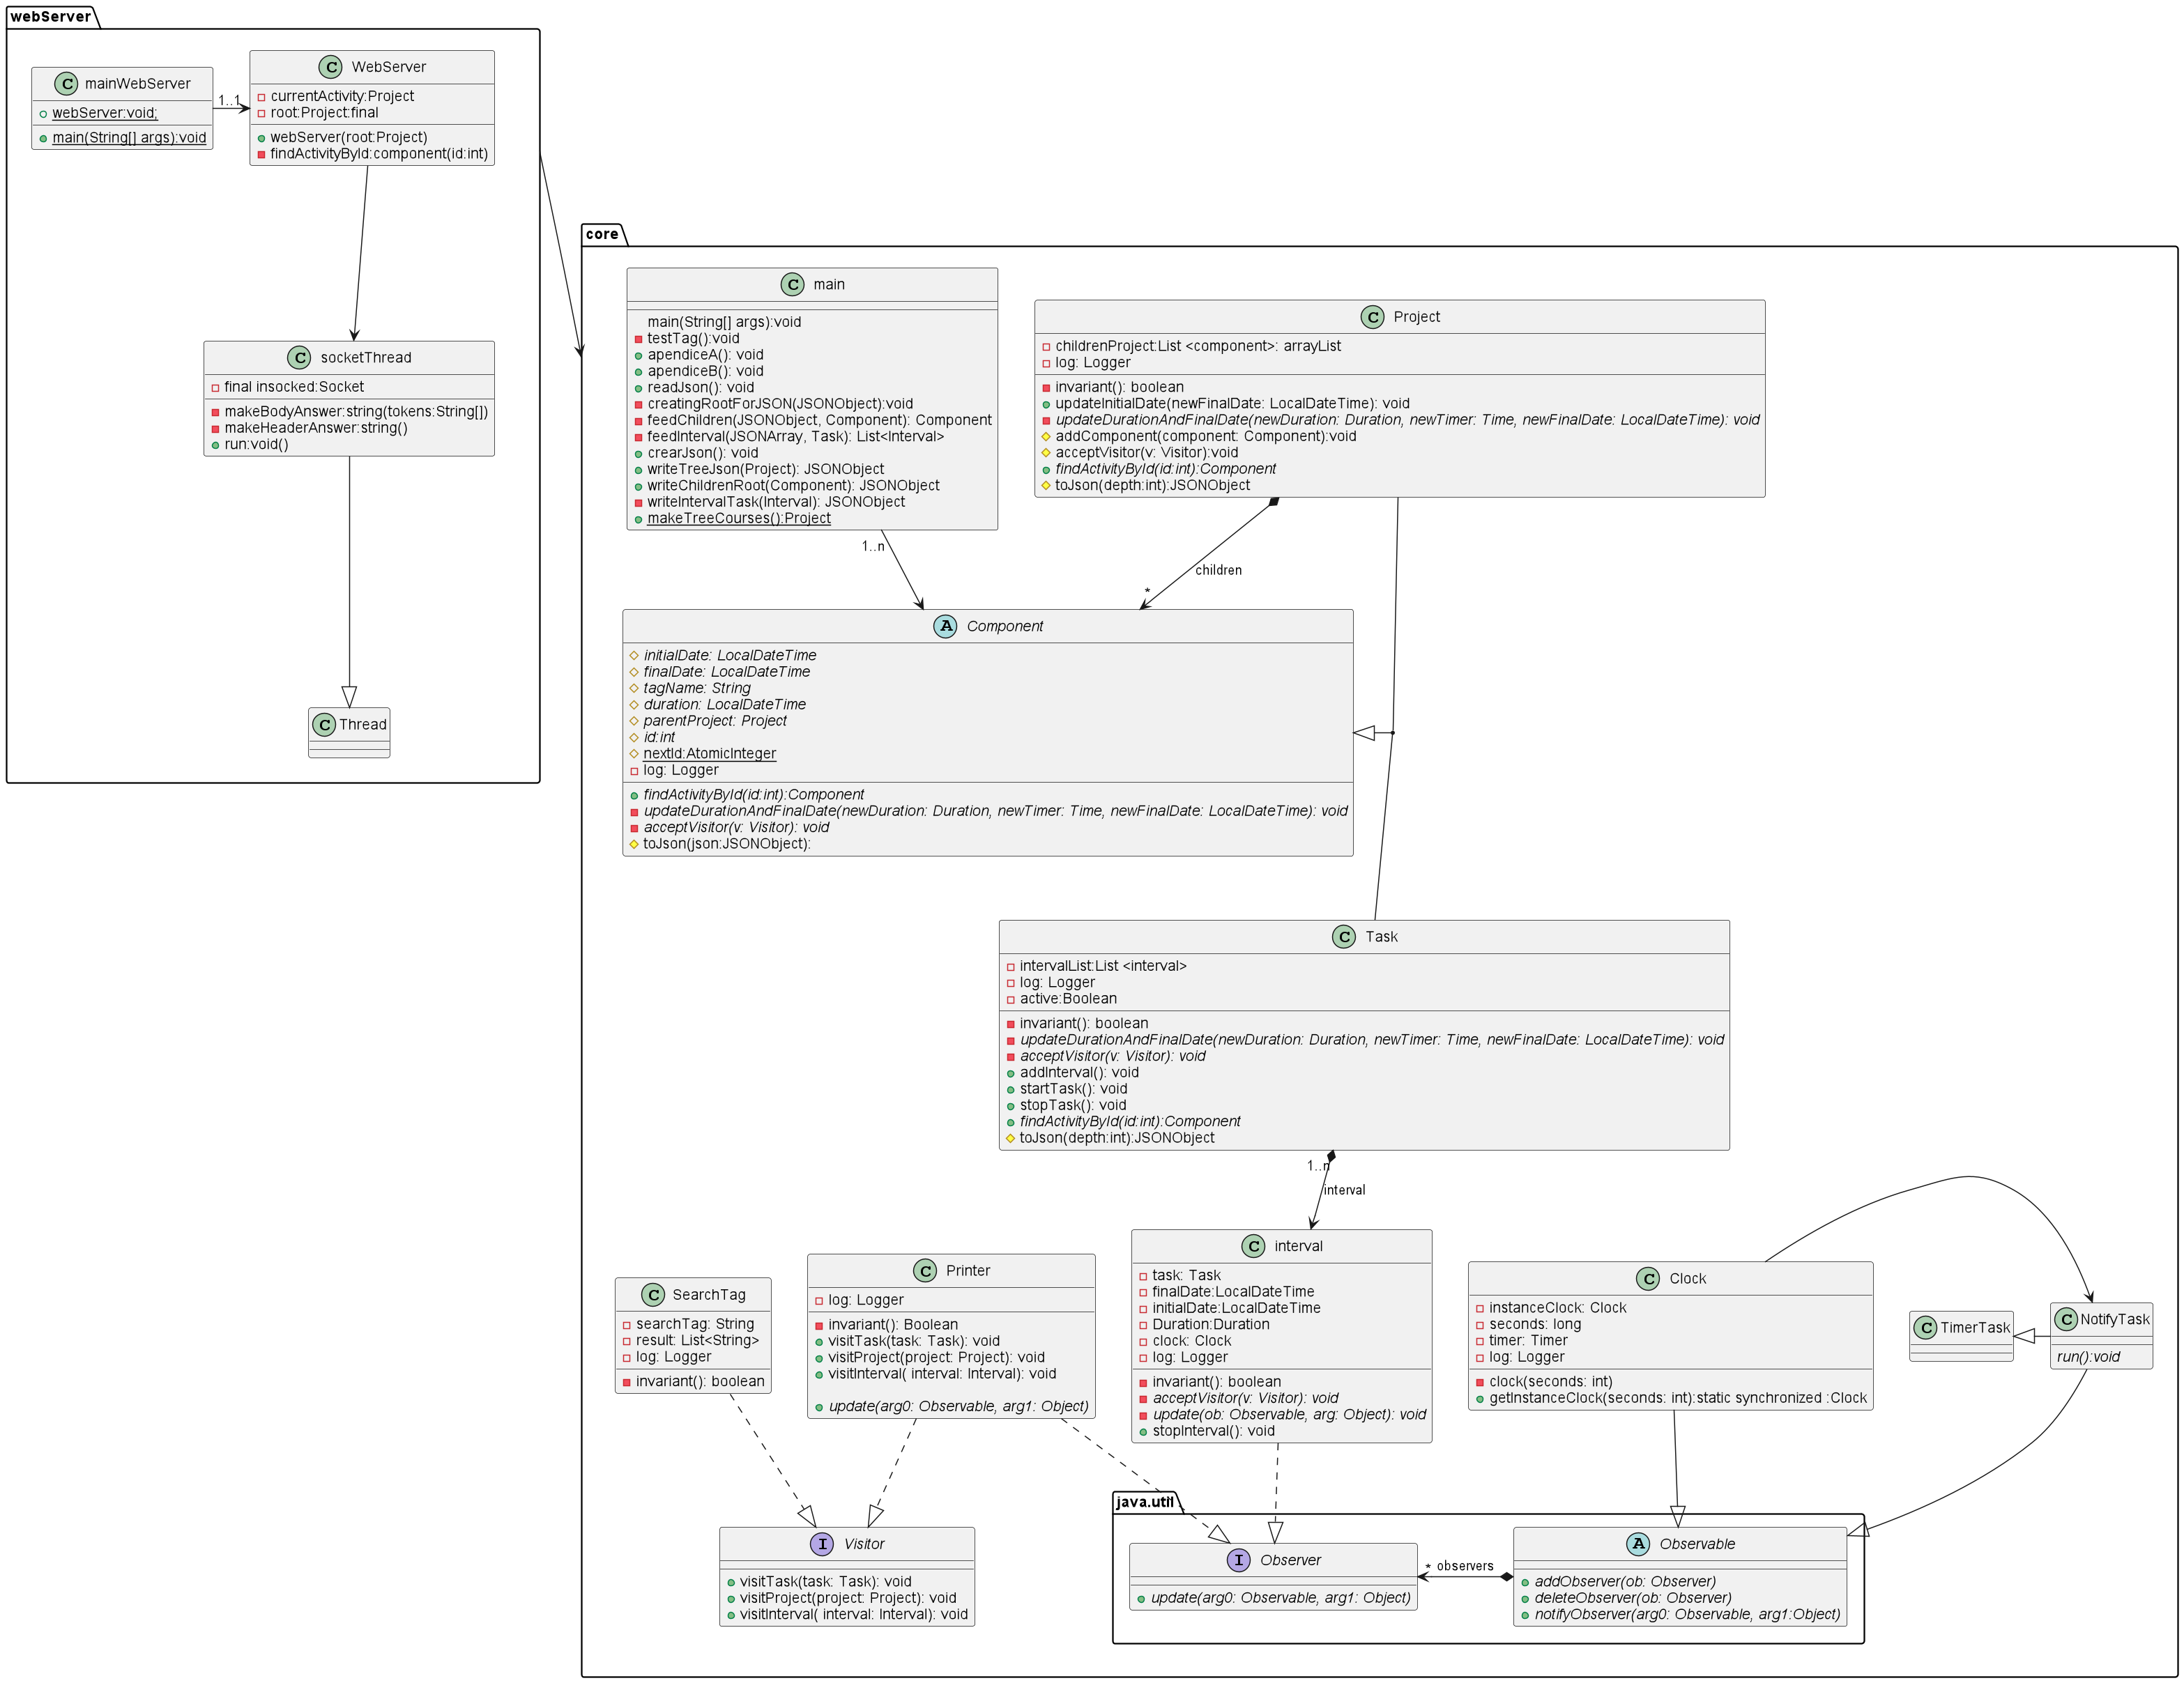 webServer
mainWebServer
webServer:void;
main(String[] args):void
1..1
WebServer
currentActivity:Project
root:Project:final
webServer(root:Project)
findActivityById:component(id:int)
socketThread
final insocked:Socket
makeBodyAnswer:string(tokens:String[])
makeHeaderAnswer:string()
run:void()
Thread
core
main
main(String[] args):void
testTag():void
apendiceA(): void
apendiceB(): void
readJson(): void
creatingRootForJSON(JSONObject):void
feedChildren(JSONObject, Component): Component
feedInterval(JSONArray, Task): List<Interval>
crearJson(): void
writeTreeJson(Project): JSONObject
writeChildrenRoot(Component): JSONObject
writeIntervalTask(Interval): JSONObject
makeTreeCourses():Project
1..n
Project
childrenProject:List <component>: arrayList
log: Logger
invariant(): boolean
updateInitialDate(newFinalDate: LocalDateTime): void
updateDurationAndFinalDate(newDuration: Duration, newTimer: Time, newFinalDate: LocalDateTime): void
addComponent(component: Component):void
acceptVisitor(v: Visitor):void
findActivityById(id:int):Component
toJson(depth:int):JSONObject
children
*
Component
initialDate: LocalDateTime
finalDate: LocalDateTime
tagName: String
duration: LocalDateTime
parentProject: Project
id:int
nextId:AtomicInteger
log: Logger
findActivityById(id:int):Component
updateDurationAndFinalDate(newDuration: Duration, newTimer: Time, newFinalDate: LocalDateTime): void
acceptVisitor(v: Visitor): void
toJson(json:JSONObject):
Task
intervalList:List <interval>
log: Logger
active:Boolean
invariant(): boolean
updateDurationAndFinalDate(newDuration: Duration, newTimer: Time, newFinalDate: LocalDateTime): void
acceptVisitor(v: Visitor): void
addInterval(): void
startTask(): void
stopTask(): void
findActivityById(id:int):Component
toJson(depth:int):JSONObject
1..n
interval
SearchTag
searchTag: String
result: List<String>
log: Logger
invariant(): boolean
Printer
log: Logger
invariant(): Boolean
visitTask(task: Task): void
visitProject(project: Project): void
visitInterval( interval: Interval): void
update(arg0: Observable, arg1: Object)
interval
task: Task
finalDate:LocalDateTime
initialDate:LocalDateTime
Duration:Duration
clock: Clock
log: Logger
invariant(): boolean
acceptVisitor(v: Visitor): void
update(ob: Observable, arg: Object): void
stopInterval(): void
Clock
instanceClock: Clock
seconds: long
timer: Timer
log: Logger
clock(seconds: int)
getInstanceClock(seconds: int):static synchronized :Clock
TimerTask
NotifyTask
run():void
Visitor
visitTask(task: Task): void
visitProject(project: Project): void
visitInterval( interval: Interval): void
java.util
Observer
update(arg0: Observable, arg1: Object)
* observers
Observable
addObserver(ob: Observer)
deleteObserver(ob: Observer)
notifyObserver(arg0: Observable, arg1:Object)